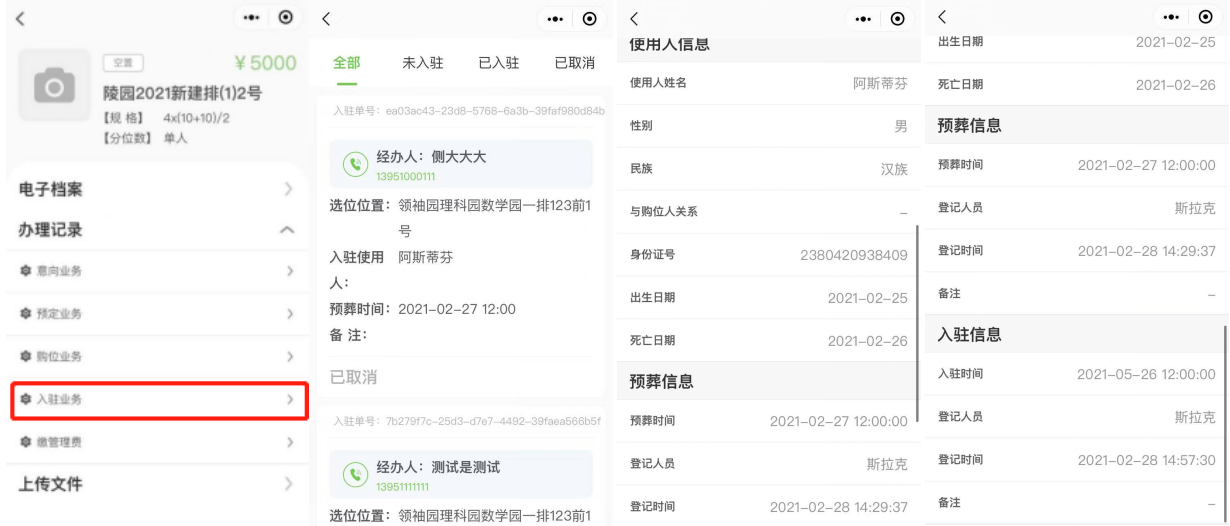 空置
￥5000
陵园2021新建排(1)2号
【规 格】 4x(10+10)/2
【分位数】 单人
电子档案
办理记录
意向业务
预定业务
购位业务
入驻业务
缴管理费
上传文件
全部 未入驻 已入驻 已取消
入驻单号：ea03ac43-23d8-5768-6a3b-39faf980d84b
经办人：侧大大大
13951000111
选位位置：领袖园理科园数学园一排123前1
号
入驻使用 阿斯蒂芬
人：
预葬时间：2021-02-27 12:00
备 注：
已取消
入驻单号：7b279f7c-25d3-d7e7-4492-39faea566b5f
经办人：测试是测试
13951111111
选位位置：领袖园理科园数学园一排123前1
使用人信息
使用人姓名 阿斯蒂芬
性别 男
民族 汉族
与购位人关系 –
身份证号 2380420938409
出生日期 2021-02-25
死亡日期 2021-02-26
预葬信息
预葬时间 2021-02-27 12:00:00
登记人员 斯拉克
登记时间 2021-02-28 14:29:37
出生日期 2021-02-25
死亡日期 2021-02-26
预葬信息
预葬时间 2021-02-27 12:00:00
登记人员 斯拉克
登记时间 2021-02-28 14:29:37
备注 –
入驻信息
入驻时间 2021-05-26 12:00:00
登记人员 斯拉克
登记时间 2021-02-28 14:57:30
备注 –